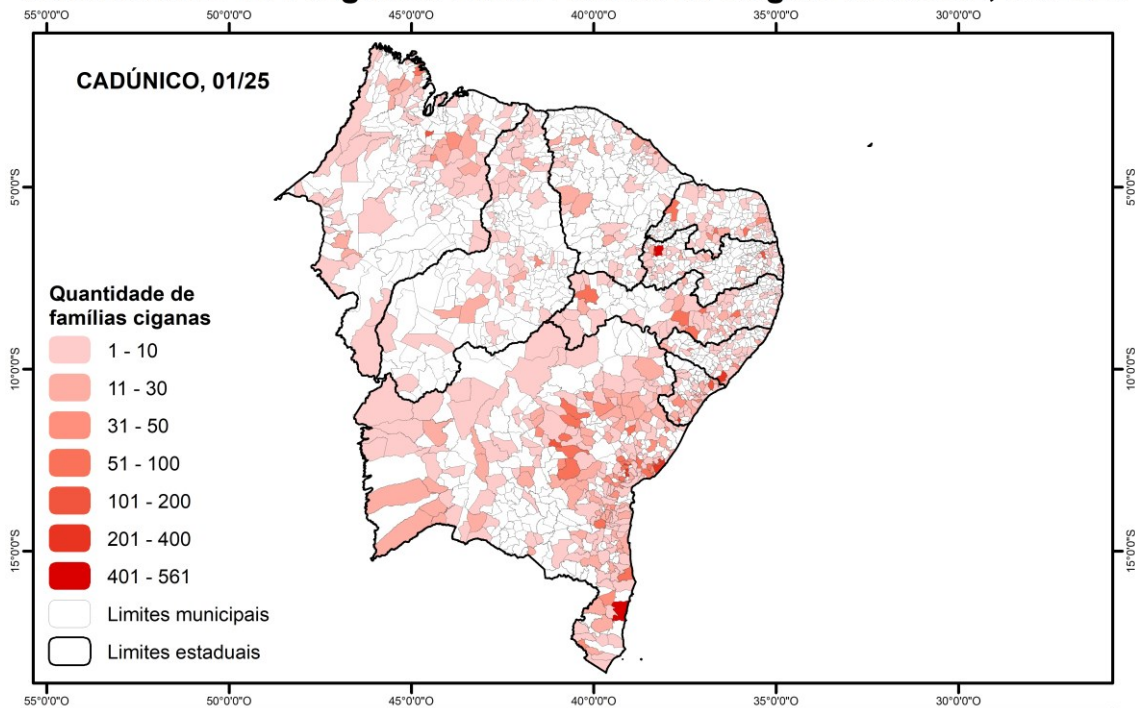 55°0'0"O 50°0'0"O 45°0'0"O 40°0'0"O 35°0'0"O 30°0'0"O
CADÚNICO, 01/25
5°0'0"S 5°0'0"S
Quantidade de
famílias ciganas
1 - 10
10°0'0"S 10°0'0"S
11 - 30
31 - 50
51 - 100
101 - 200
201 - 400
15°0'0"S 15°0'0"S
401 - 561
Limites municipais
Limites estaduais
55°0'0"O 50°0'0"O 45°0'0"O 40°0'0"O 35°0'0"O 30°0'0"O